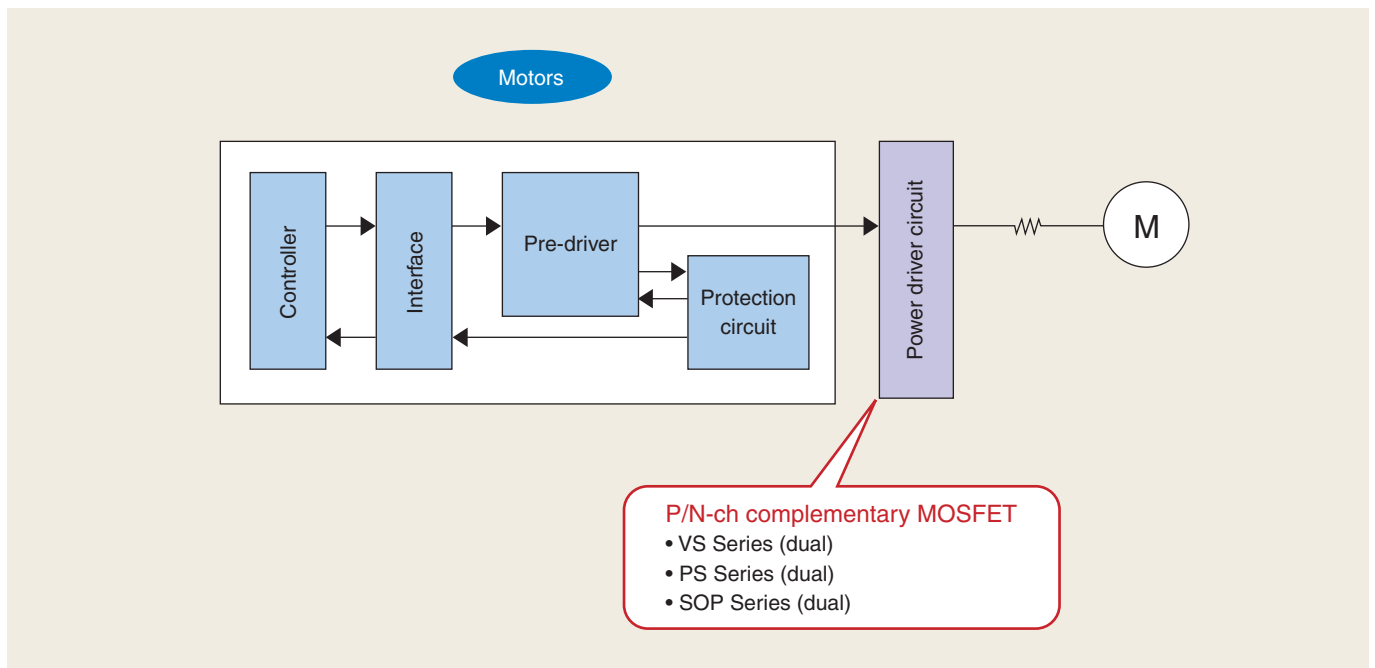 Motors
Controller
Interface
Pre-driver
Protection
circuit
Power driver circuit
M
P/N-ch complementary MOSFET
• VS Series (dual)
• PS Series (dual)
• SOP Series (dual)